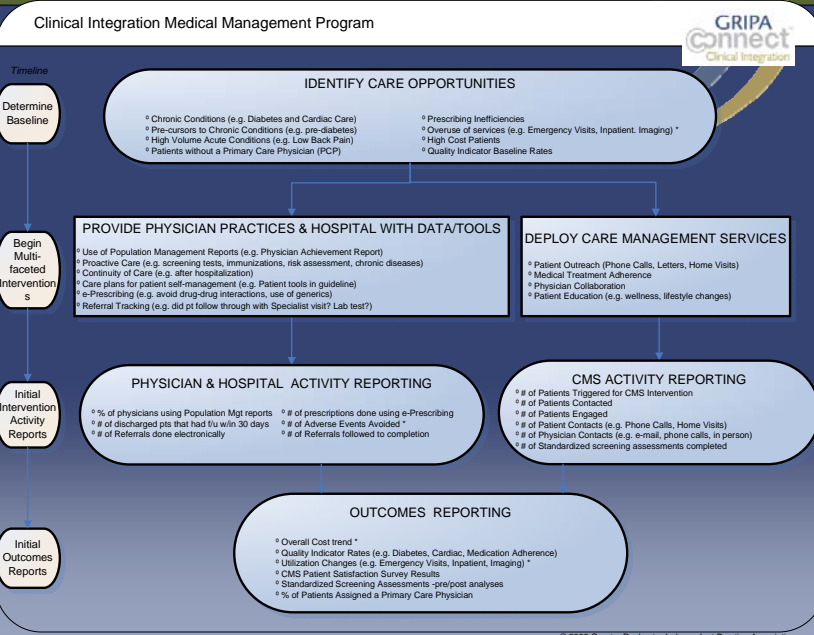 Clinical Integration Medical Management Program
GRIPA
connect
Clinical Integration
Timeline
Determine
Baseline
IDENTIFY CARE OPPORTUNITIES
º Chronic Conditions (e.g. Diabetes and Cardiac Care)
º Pre-cursors to Chronic Conditions (e.g. pre-diabetes)
º High Volume Acute Conditions (e.g. Low Back Pain)
º Patients without a Primary Care Physician (PCP)
º Prescribing Inefficiencies
º Overuse of services (e.g. Emergency Visits, Inpatient. Imaging) *
º High Cost Patients
º Quality Indicator Baseline Rates
Begin
Multi-
faceted
Intervention
s
PROVIDE PHYSICIAN PRACTICES & HOSPITAL WITH DATA/TOOLS
º Use of Population Management Reports (e.g. Physician Achievement Report)
º Proactive Care (e.g. screening tests, immunizations, risk assessment, chronic diseases)
º Continuity of Care (e.g. after hospitalization)
º Care plans for patient self-management (e.g. Patient tools in guideline)
º e-Prescribing (e.g. avoid drug-drug interactions, use of generics)
º Referral Tracking (e.g. did pt follow through with Specialist visit? Lab test?)
DEPLOY CARE MANAGEMENT SERVICES
º Patient Outreach (Phone Calls, Letters, Home Visits)
º Medical Treatment Adherence
º Physician Collaboration
º Patient Education (e.g. wellness, lifestyle changes)
Initial
Intervention
Activity
Reports
PHYSICIAN & HOSPITAL ACTIVITY REPORTING
º % of physicians using Population Mgt reports
º # of discharged pts that had f/u w/in 30 days
º # of Referrals done electronically
º # of prescriptions done using e-Prescribing
º # of Adverse Events Avoided *
º # of Referrals followed to completion
CMS ACTIVITY REPORTING
º # of Patients Triggered for CMS Intervention
º # of Patients Contacted
º # of Patients Engaged
º # of Patient Contacts (e.g. Phone Calls, Home Visits)
º # of Physician Contacts (e.g. e-mail, phone calls, in person)
º # of Standardized screening assessments completed
Initial
Outcomes
Reports
OUTCOMES REPORTING
º Overall Cost trend *
º Quality Indicator Rates (e.g. Diabetes, Cardiac, Medication Adherence)
º Utilization Changes (e.g. Emergency Visits, Inpatient, Imaging) *
º CMS Patient Satisfaction Survey Results
º Standardized Screening Assessments -pre/post analyses
º % of Patients Assigned a Primary Care Physician